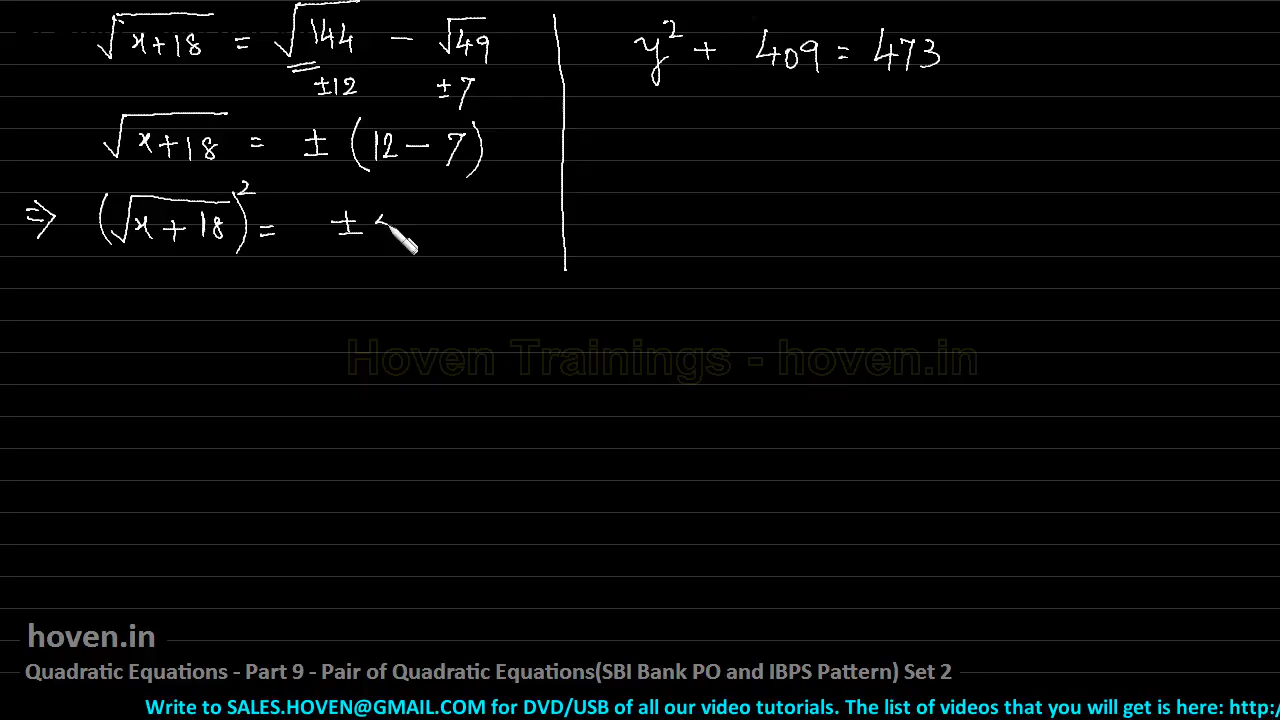 √(x+18) = √144 − √49
±12 ±7
√(x+18) = ± (12 − 7)
⇒ (√(x+18))² = ±
y² + 409 = 473
Hoven Trainings - hoven.in
hoven.in
Quadratic Equations - Part 9 - Pair of Quadratic Equations(SBI Bank PO and IBPS Pattern) Set 2
Write to SALES.HOVEN@GMAIL.COM for DVD/USB of all our video tutorials. The list of videos that you will get is here: http:/